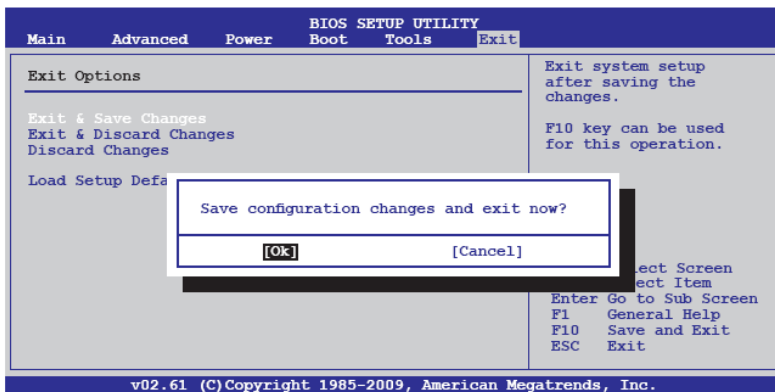 BIOS SETUP UTILITY
Main Advanced Power Boot Tools Exit
Exit Options
Exit & Save Changes
Exit & Discard Changes
Discard Changes
Load Setup Defa
Save configuration changes and exit now?
[Ok] [Cancel]
Exit system setup
after saving the
changes.
F10 key can be used
for this operation.
ect Screen
ect Item
Enter Go to Sub Screen
F1 General Help
F10 Save and Exit
ESC Exit
v02.61 (C)Copyright 1985-2009, American Megatrends, Inc.